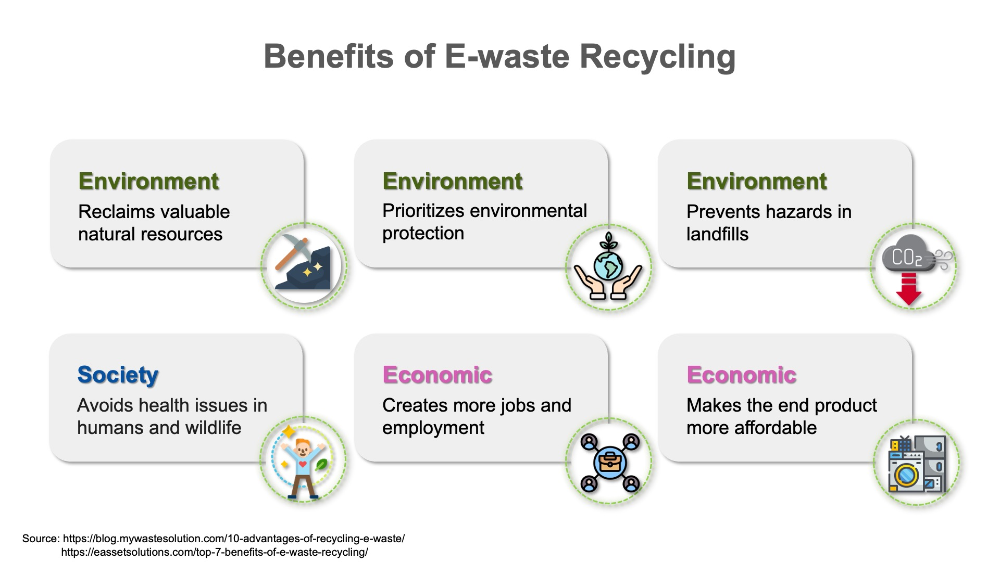 Benefits of E-waste Recycling
Environment
Reclaims valuable
natural resources
Environment
Prioritizes environmental
protection
Environment
Prevents hazards in
landfills
CO2
Society
Avoids health issues in
humans and wildlife
Economic
Creates more jobs and
employment
Economic
Makes the end product
more affordable
Source: https://blog.mywastesolution.com/10-advantages-of-recycling-e-waste/
https://eassetsolutions.com/top-7-benefits-of-e-waste-recycling/